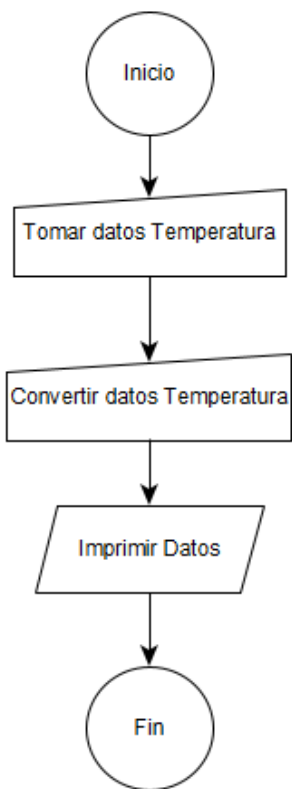 Inicio
Tomar datos Temperatura
Convertir datos Temperatura
Imprimir Datos
Fin